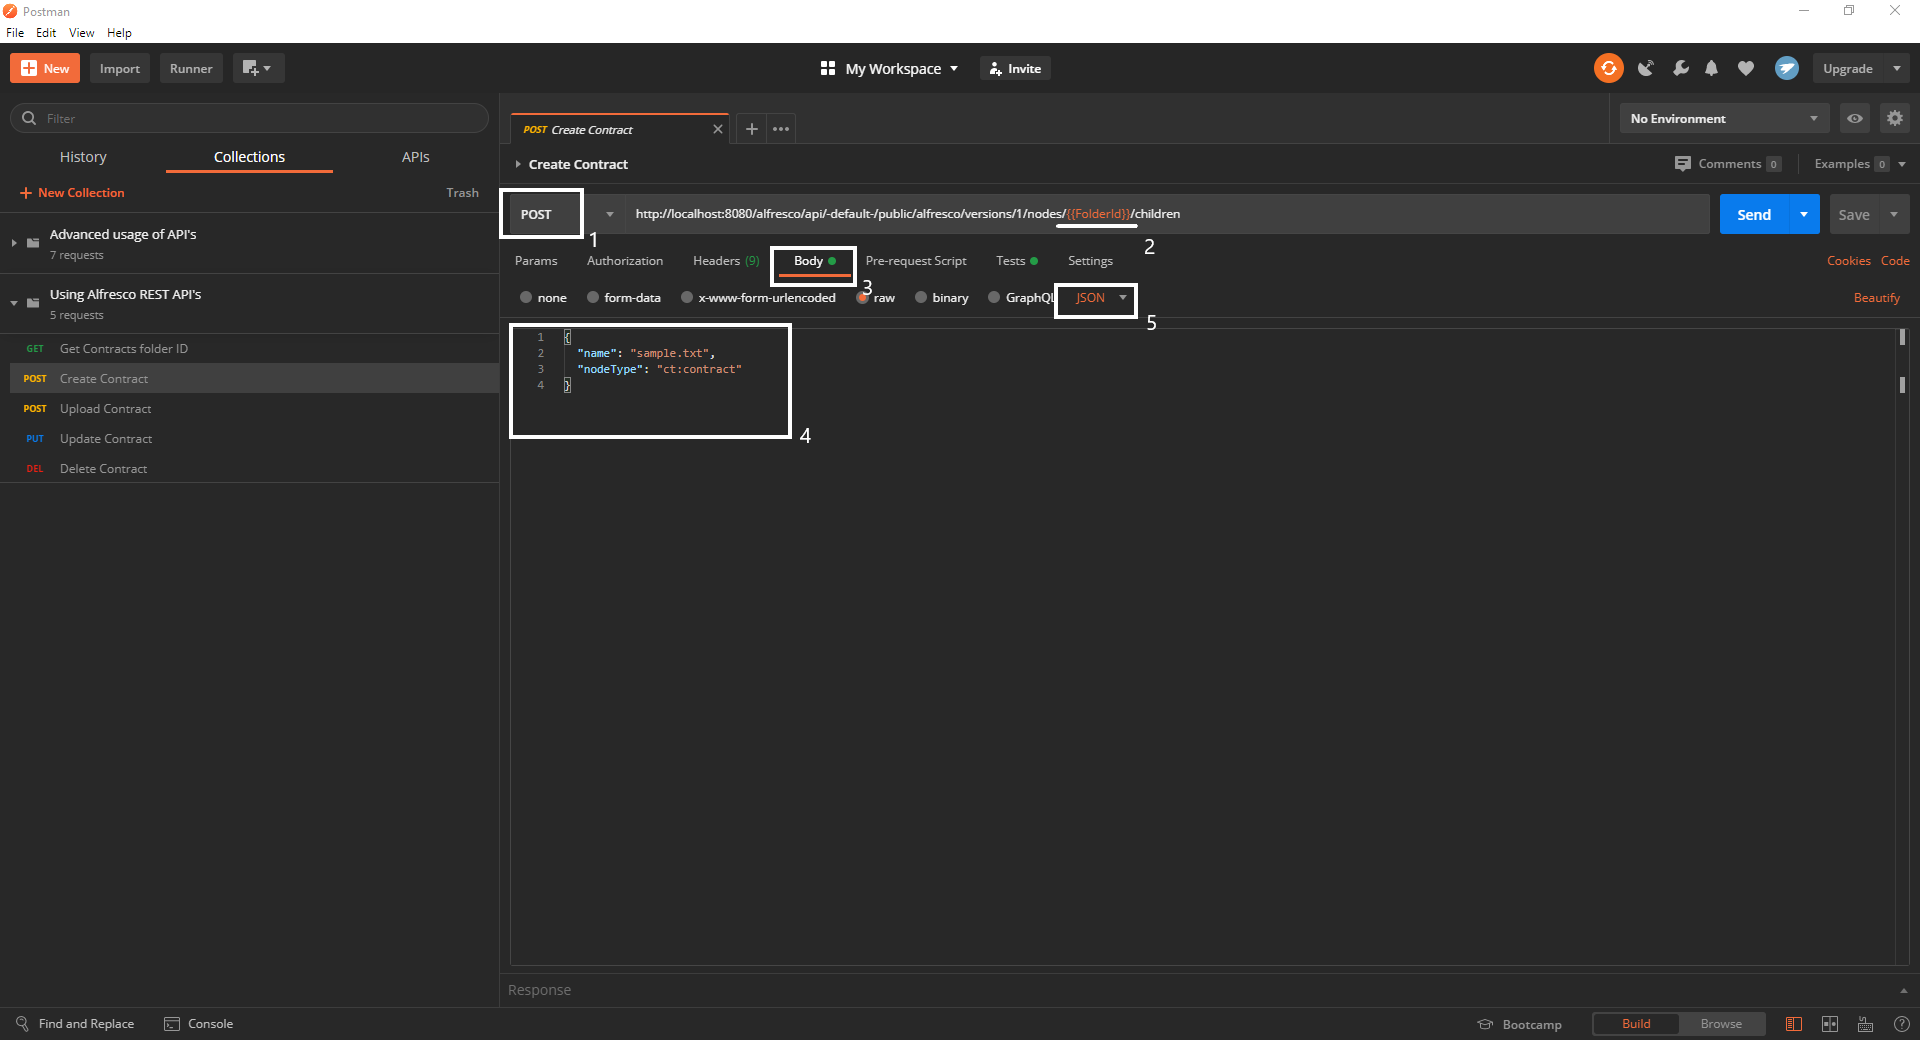 Postman
File Edit View Help
New Import Runner My Workspace Invite Upgrade
Filter
History Collections APIs
New Collection Trash
Advanced usage of API's
7 requests
Using Alfresco REST API's
5 requests
GET Get Contracts folder ID
POST Create Contract
POST Upload Contract
PUT Update Contract
DEL Delete Contract
POST Create Contract
No Environment
Create Contract Comments 0 Examples 0
POST http://localhost:8080/alfresco/api/-default-/public/alfresco/versions/1/nodes/{{FolderId}}/children Send Save
1 2
Params Authorization Headers (9) Body Pre-request Script Tests Settings Cookies Code
3
none form-data x-www-form-urlencoded raw binary GraphQL JSON Beautify
5
1 {
2 "name": "sample.txt",
3 "nodeType": "ct:contract"
4 }
4
Response
Find and Replace Console Bootcamp Build Browse